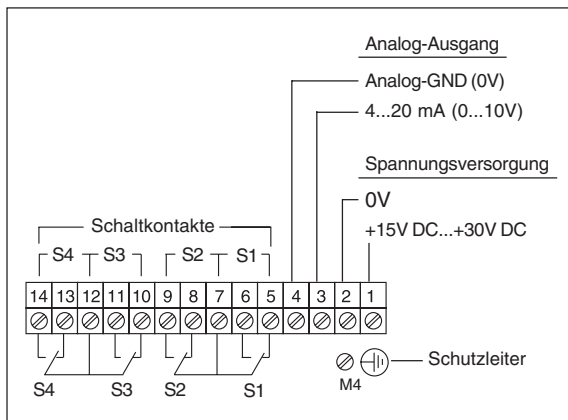 Analog-Ausgang
Analog-GND (0V)
4...20 mA (0...10V)
Spannungsversorgung
0V
+15V DC...+30V DC
Schaltkontakte
S4 S3 S2 S1
14 13 12 11 10 9 8 7 6 5 4 3 2 1
Schutzleiter
M4
S4 S3 S2 S1